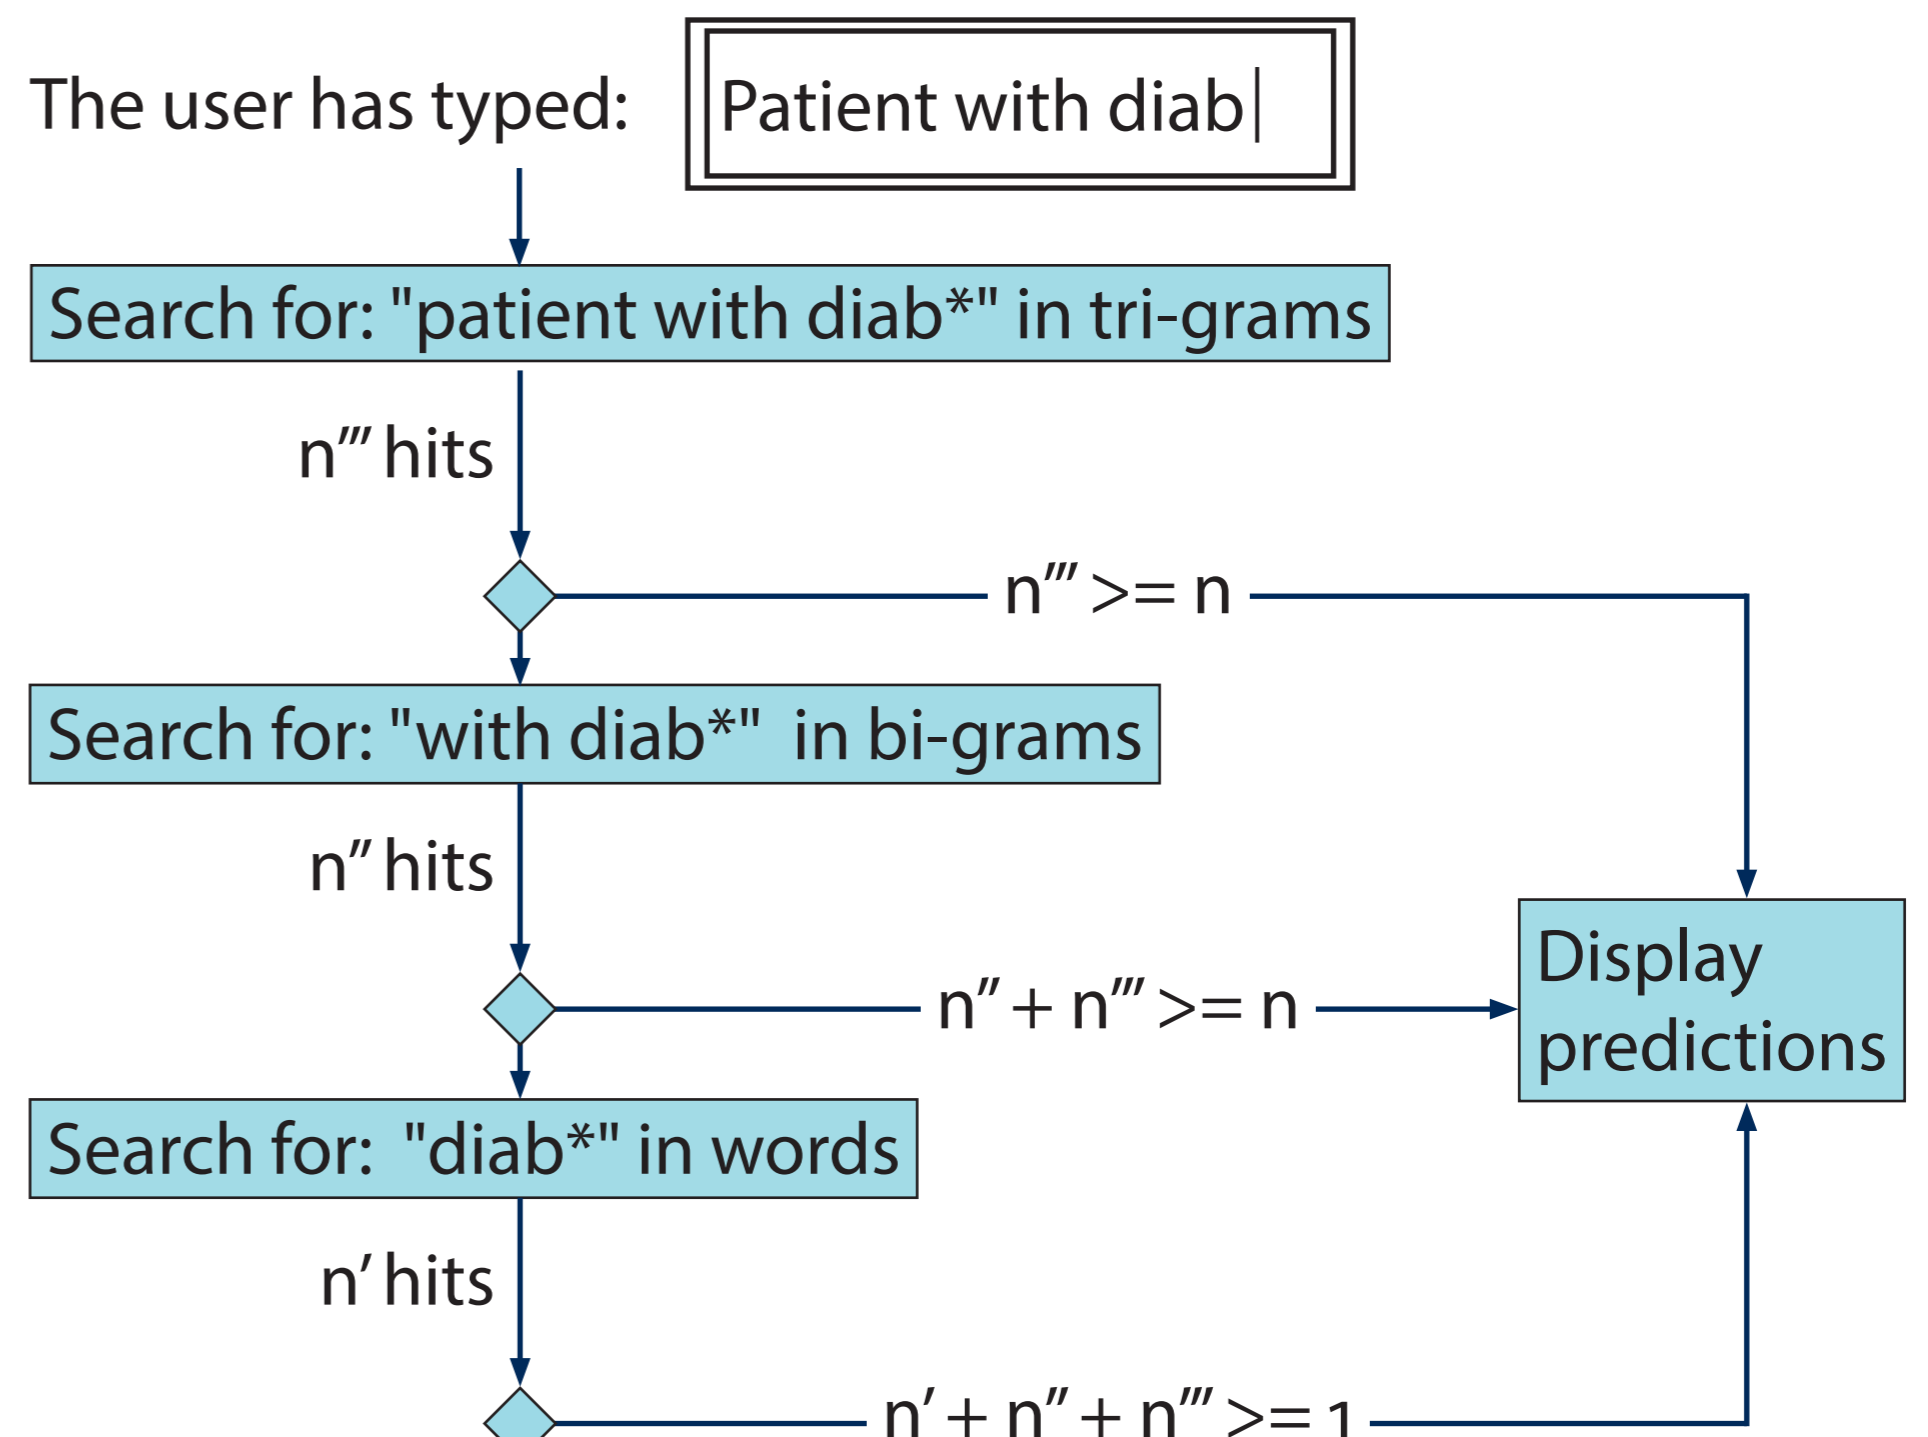 The user has typed:
Patient with diab
Search for: "patient with diab*" in tri-grams
n‴ hits
n‴ >= n
Search for: "with diab*" in bi-grams
n″ hits
n″ + n‴ >= n
Display
predictions
Search for: "diab*" in words
n′ hits
n′ + n″ + n‴ >= 1